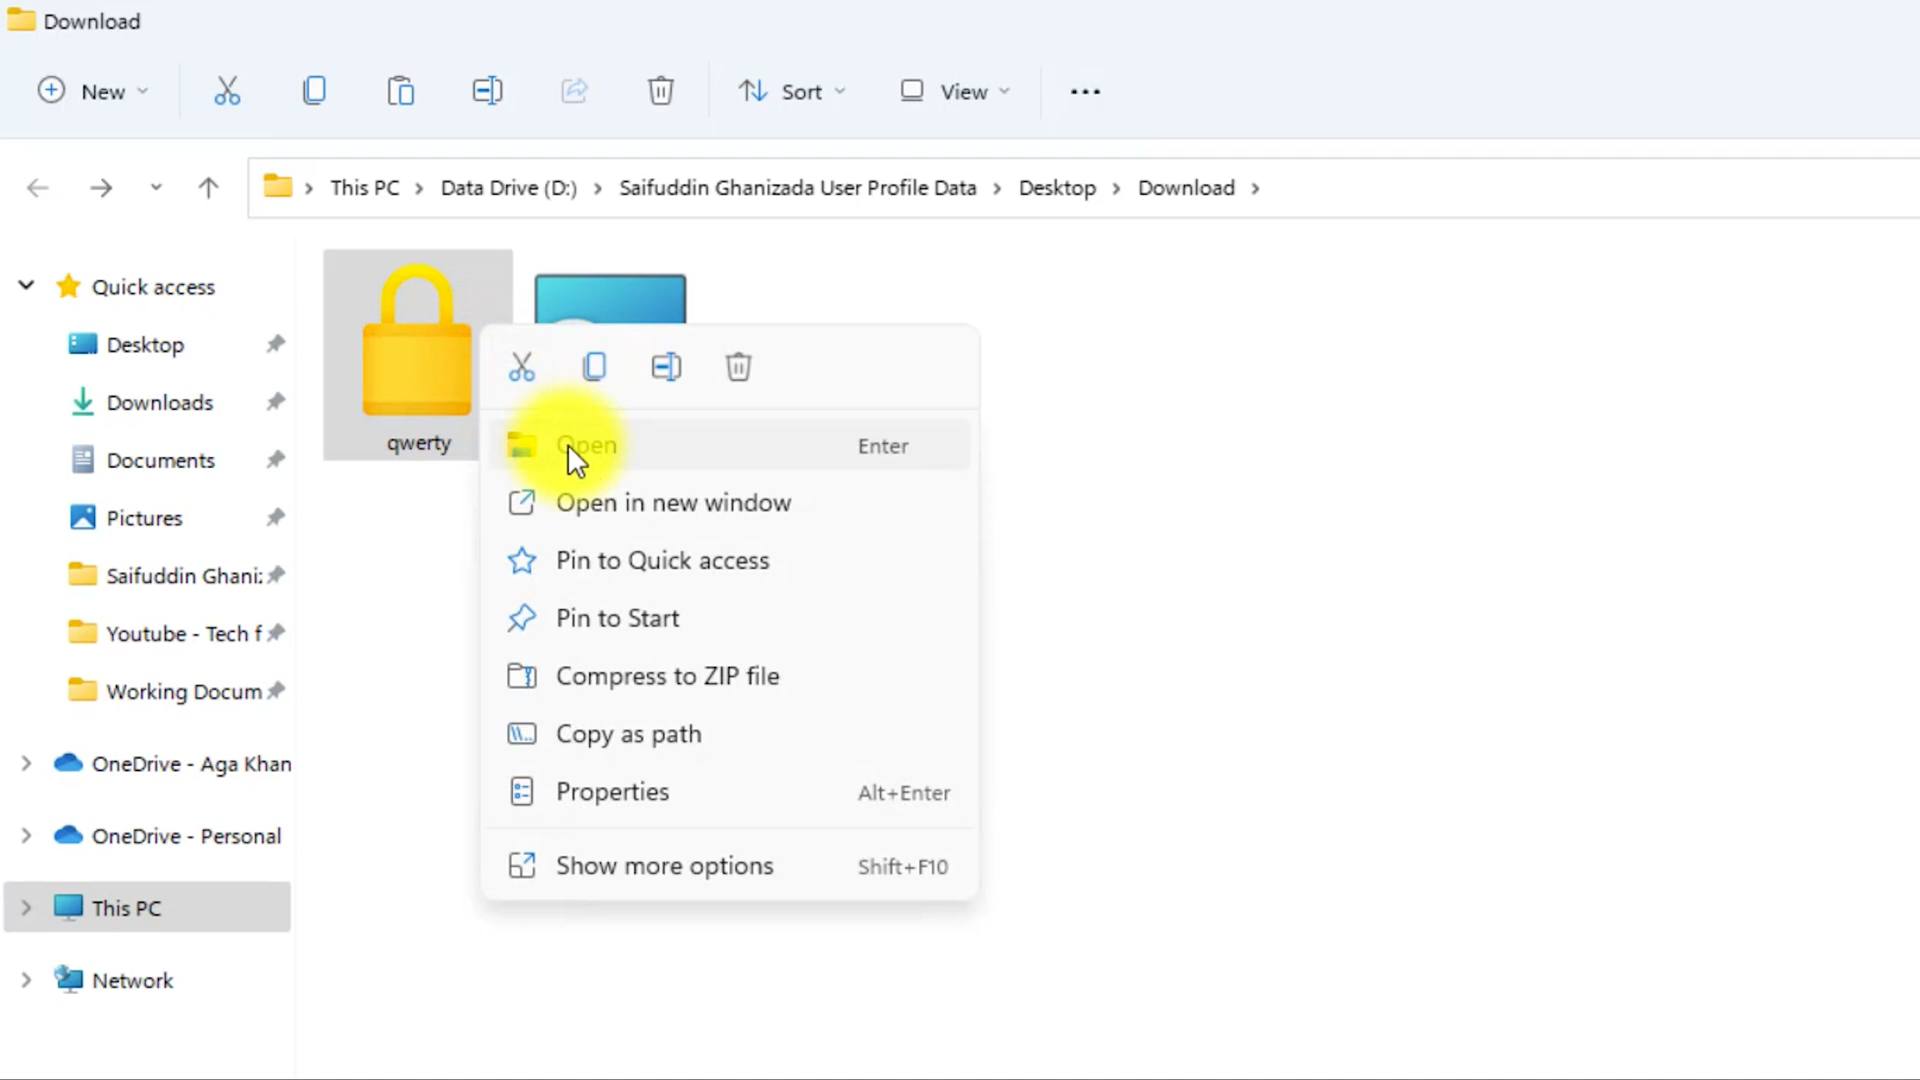 Download
New
Sort
View
This PC
Data Drive (D:)
Saifuddin Ghanizada User Profile Data
Desktop
Download
Quick access
Desktop
Downloads
Documents
Pictures
Saifuddin Ghaniz
Youtube - Tech f
Working Docum
OneDrive - Aga Khan
OneDrive - Personal
This PC
Network
qwerty
Open Enter
Open in new window
Pin to Quick access
Pin to Start
Compress to ZIP file
Copy as path
Properties Alt+Enter
Show more options Shift+F10